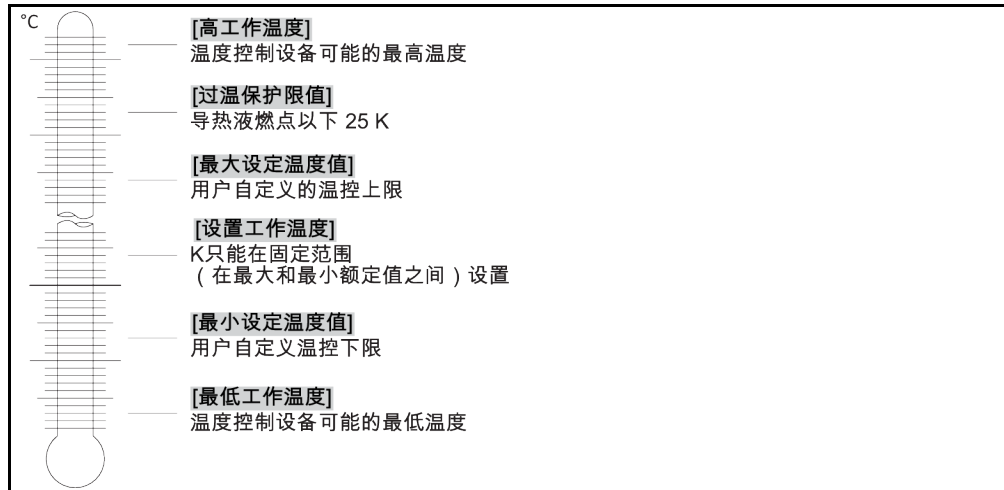 °C
[高工作温度]
温度控制设备可能的最高温度
[过温保护限值]
导热液燃点以下 25 K
[最大设定温度值]
用户自定义的温控上限
[设置工作温度]
K只能在固定范围
（在最大和最小额定值之间）设置
[最小设定温度值]
用户自定义温控下限
[最低工作温度]
温度控制设备可能的最低温度